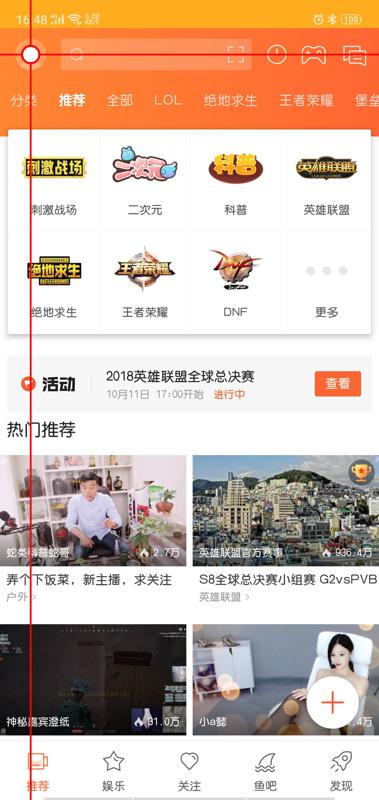 16:48
100
分类 推荐 全部 LOL 绝地求生 王者荣耀 堡垒
刺激战场 二次元 科普 英雄联盟
刺激战场 二次元 科普 英雄联盟
绝地求生 王者荣耀 DNF
BATTLEGROUNDS
绝地求生 王者荣耀 DNF 更多
活动
2018英雄联盟全球总决赛
10月11日 17:00开始 进行中
查看
热门推荐
蛇类科普蛇哥 2.7万
英雄联盟官方赛事 936.4万
弄个下饭菜，新主播，求关注
S8全球总决赛小组赛 G2vsPVB
户外
英雄联盟
神秘嘉宾澄纸 31.0万
小a懿 7.4万
推荐 娱乐 关注 鱼吧 发现